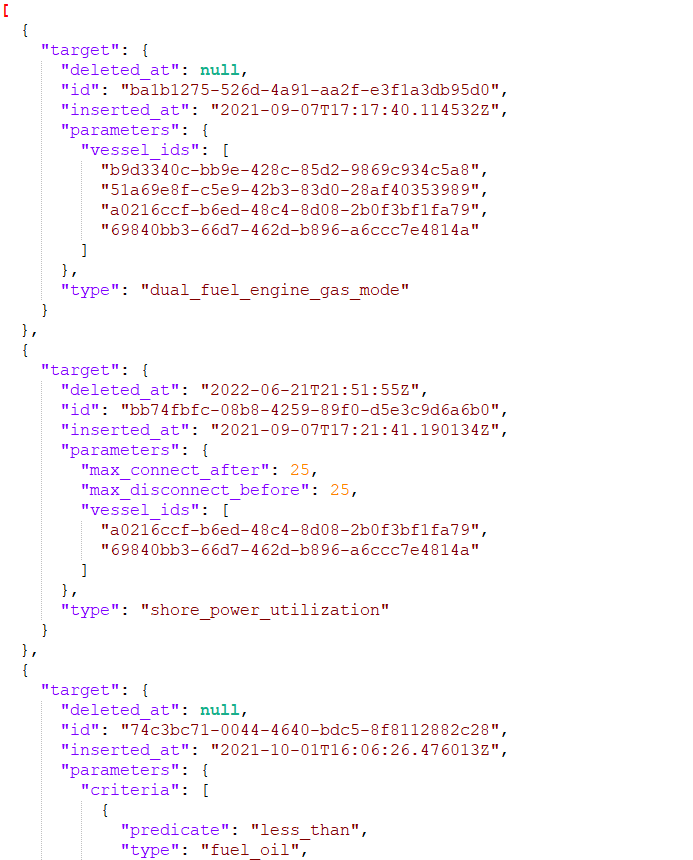 [
  {
    "target": {
      "deleted_at": null,
      "id": "ba1b1275-526d-4a91-aa2f-e3f1a3db95d0",
      "inserted_at": "2021-09-07T17:17:40.114532Z",
      "parameters": {
        "vessel_ids": [
          "b9d3340c-bb9e-428c-85d2-9869c934c5a8",
          "51a69e8f-c5e9-42b3-83d0-28af40353989",
          "a0216ccf-b6ed-48c4-8d08-2b0f3bf1fa79",
          "69840bb3-66d7-462d-b896-a6ccc7e4814a"
        ]
      },
      "type": "dual_fuel_engine_gas_mode"
    }
  },
  {
    "target": {
      "deleted_at": "2022-06-21T21:51:55Z",
      "id": "bb74fbfc-08b8-4259-89f0-d5e3c9d6a6b0",
      "inserted_at": "2021-09-07T17:21:41.190134Z",
      "parameters": {
        "max_connect_after": 25,
        "max_disconnect_before": 25,
        "vessel_ids": [
          "a0216ccf-b6ed-48c4-8d08-2b0f3bf1fa79",
          "69840bb3-66d7-462d-b896-a6ccc7e4814a"
        ]
      },
      "type": "shore_power_utilization"
    }
  },
  {
    "target": {
      "deleted_at": null,
      "id": "74c3bc71-0044-4640-bdc5-8f8112882c28",
      "inserted_at": "2021-10-01T16:06:26.476013Z",
      "parameters": {
        "criteria": [
          {
            "predicate": "less_than",
            "type": "fuel_oil",